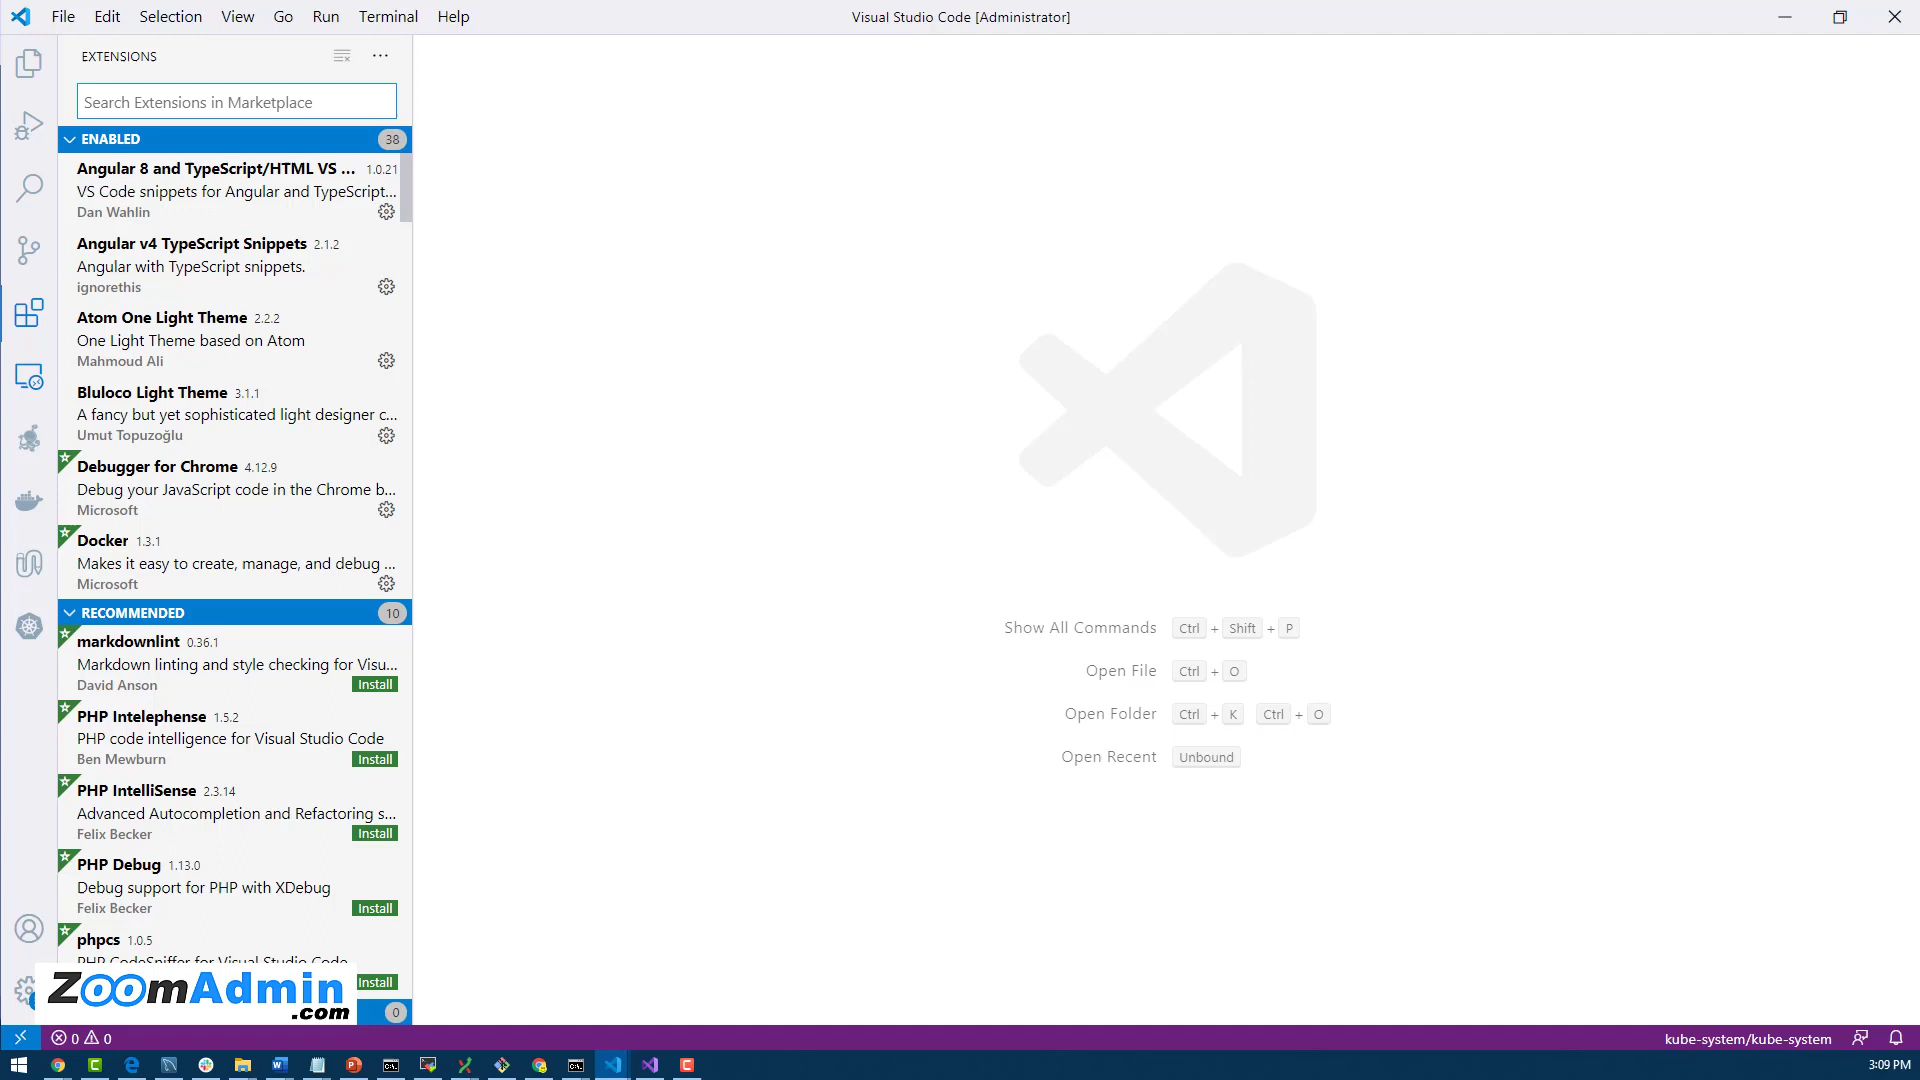 File Edit Selection View Go Run Terminal Help
Visual Studio Code [Administrator]
EXTENSIONS
Search Extensions in Marketplace
ENABLED 38
Angular 8 and TypeScript/HTML VS ... 1.0.21
VS Code snippets for Angular and TypeScript...
Dan Wahlin
Angular v4 TypeScript Snippets 2.1.2
Angular with TypeScript snippets.
ignorethis
Atom One Light Theme 2.2.2
One Light Theme based on Atom
Mahmoud Ali
Bluloco Light Theme 3.1.1
A fancy but yet sophisticated light designer c...
Umut Topuzoğlu
Debugger for Chrome 4.12.9
Debug your JavaScript code in the Chrome b...
Microsoft
Docker 1.3.1
Makes it easy to create, manage, and debug ...
Microsoft
RECOMMENDED 10
markdownlint 0.36.1
Markdown linting and style checking for Visu...
David Anson Install
PHP Intelephense 1.5.2
PHP code intelligence for Visual Studio Code
Ben Mewburn Install
PHP IntelliSense 2.3.14
Advanced Autocompletion and Refactoring s...
Felix Becker Install
PHP Debug 1.13.0
Debug support for PHP with XDebug
Felix Becker Install
phpcs 1.0.5
PHP CodeSniffer for Visual Studio Code
Install
ZoomAdmin
.com
0
Show All Commands Ctrl + Shift + P
Open File Ctrl + O
Open Folder Ctrl + K Ctrl + O
Open Recent Unbound
0 0
kube-system/kube-system
3:09 PM